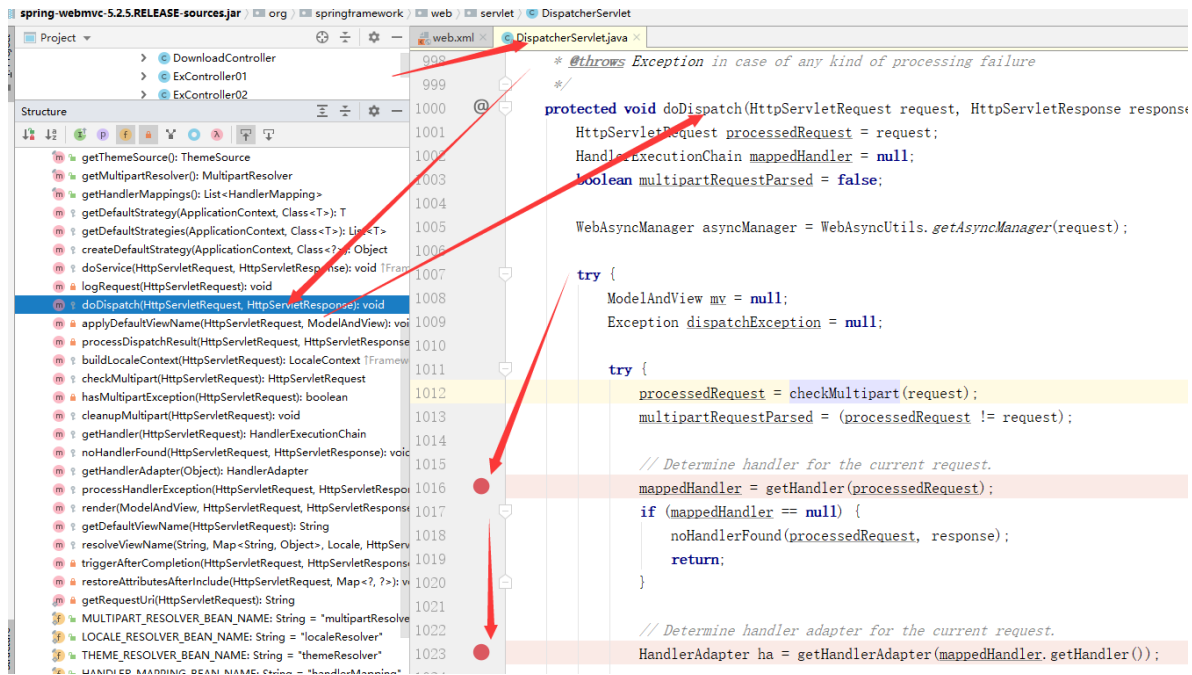 spring-webmvc-5.2.5.RELEASE-sources.jar org springframework web servlet DispatcherServlet
Project
web.xml
DispatcherServlet.java
DownloadController
ExController01
ExController02
Structure
getThemeSource(): ThemeSource
getMultipartResolver(): MultipartResolver
getHandlerMappings(): List<HandlerMapping>
getDefaultStrategy(ApplicationContext, Class<T>): T
getDefaultStrategies(ApplicationContext, Class<T>): List<T>
createDefaultStrategy(ApplicationContext, Class<?>): Object
doService(HttpServletRequest, HttpServletResponse): void ↑Fram
logRequest(HttpServletRequest): void
doDispatch(HttpServletRequest, HttpServletResponse): void
applyDefaultViewName(HttpServletRequest, ModelAndView): voi
processDispatchResult(HttpServletRequest, HttpServletResponse
buildLocaleContext(HttpServletRequest): LocaleContext ↑Framew
checkMultipart(HttpServletRequest): HttpServletRequest
hasMultipartException(HttpServletRequest): boolean
cleanupMultipart(HttpServletRequest): void
getHandler(HttpServletRequest): HandlerExecutionChain
noHandlerFound(HttpServletRequest, HttpServletResponse): voic
getHandlerAdapter(Object): HandlerAdapter
processHandlerException(HttpServletRequest, HttpServletRespor
render(ModelAndView, HttpServletRequest, HttpServletResponse
getDefaultViewName(HttpServletRequest): String
resolveViewName(String, Map<String, Object>, Locale, HttpServ
triggerAfterCompletion(HttpServletRequest, HttpServletResponse
restoreAttributesAfterInclude(HttpServletRequest, Map<?, ?>): v
getRequestUri(HttpServletRequest): String
MULTIPART_RESOLVER_BEAN_NAME: String = "multipartResolve
LOCALE_RESOLVER_BEAN_NAME: String = "localeResolver"
THEME_RESOLVER_BEAN_NAME: String = "themeResolver"
HANDLER_MAPPING_BEAN_NAME: String = "handlerMapping"
998 * @throws Exception in case of any kind of processing failure
999 */
1000 @ protected void doDispatch(HttpServletRequest request, HttpServletResponse response
1001 HttpServletRequest processedRequest = request;
1002 HandlerExecutionChain mappedHandler = null;
1003 boolean multipartRequestParsed = false;
1004
1005 WebAsyncManager asyncManager = WebAsyncUtils.getAsyncManager(request);
1006
1007 try {
1008 ModelAndView mv = null;
1009 Exception dispatchException = null;
1010
1011 try {
1012 processedRequest = checkMultipart(request);
1013 multipartRequestParsed = (processedRequest != request);
1014
1015 // Determine handler for the current request.
1016 mappedHandler = getHandler(processedRequest);
1017 if (mappedHandler == null) {
1018 noHandlerFound(processedRequest, response);
1019 return;
1020 }
1021
1022 // Determine handler adapter for the current request.
1023 HandlerAdapter ha = getHandlerAdapter(mappedHandler.getHandler());